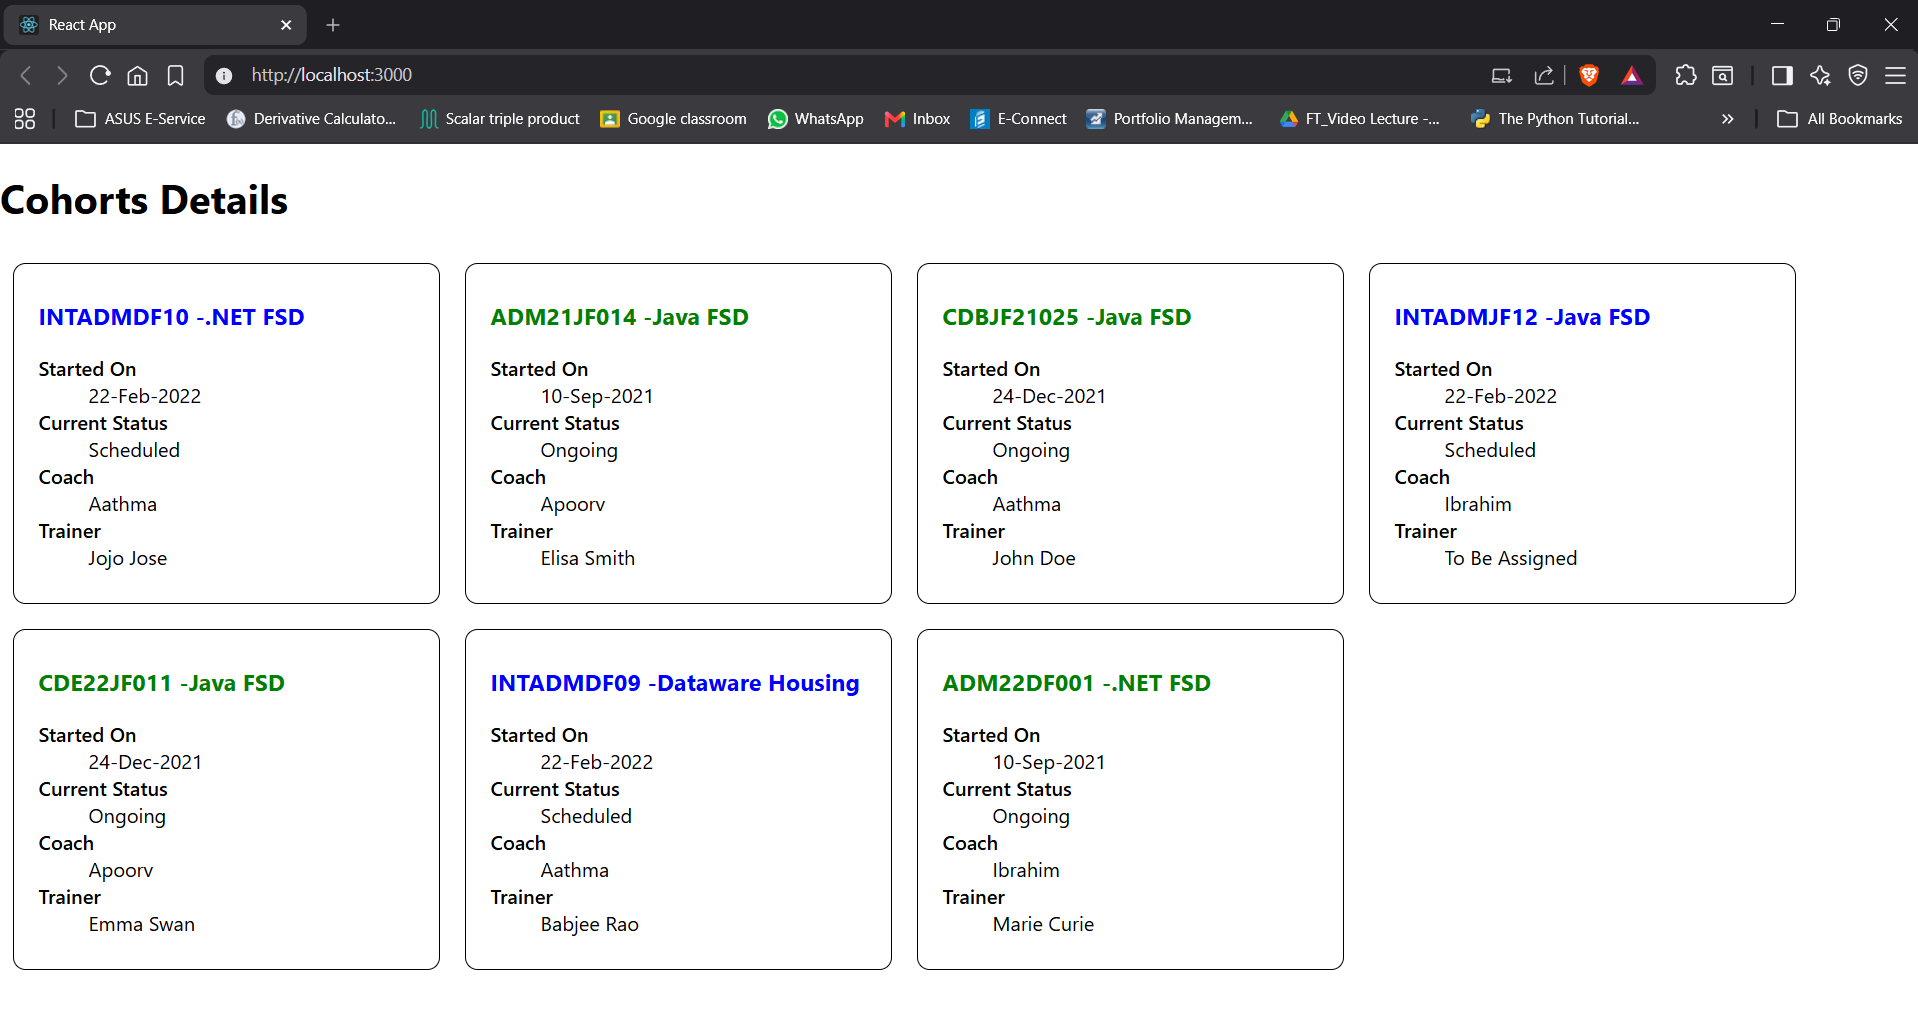 React App
http://localhost:3000
ASUS E-Service
Derivative Calculato...
Scalar triple product
Google classroom
WhatsApp
Inbox
E-Connect
Portfolio Managem...
FT_Video Lecture -...
The Python Tutorial...
All Bookmarks
Cohorts Details
INTADMDF10 -.NET FSD
Started On
22-Feb-2022
Current Status
Scheduled
Coach
Aathma
Trainer
Jojo Jose
ADM21JF014 -Java FSD
Started On
10-Sep-2021
Current Status
Ongoing
Coach
Apoorv
Trainer
Elisa Smith
CDBJF21025 -Java FSD
Started On
24-Dec-2021
Current Status
Ongoing
Coach
Aathma
Trainer
John Doe
INTADMJF12 -Java FSD
Started On
22-Feb-2022
Current Status
Scheduled
Coach
Ibrahim
Trainer
To Be Assigned
CDE22JF011 -Java FSD
Started On
24-Dec-2021
Current Status
Ongoing
Coach
Apoorv
Trainer
Emma Swan
INTADMDF09 -Dataware Housing
Started On
22-Feb-2022
Current Status
Scheduled
Coach
Aathma
Trainer
Babjee Rao
ADM22DF001 -.NET FSD
Started On
10-Sep-2021
Current Status
Ongoing
Coach
Ibrahim
Trainer
Marie Curie